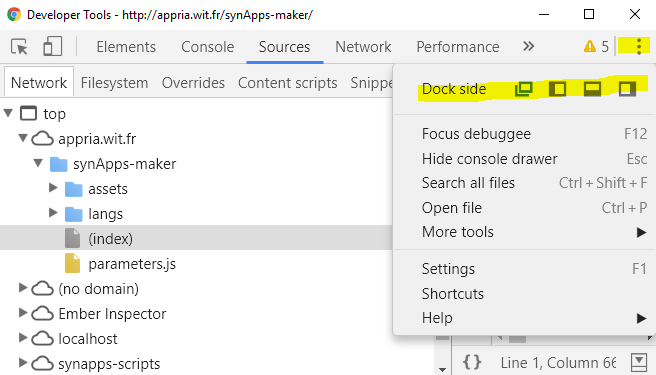 Developer Tools - http://appria.wit.fr/synApps-maker/
Elements Console Sources Network Performance » 5
Network Filesystem Overrides Content scripts Snippe
Dock side
top
appria.wit.fr
synApps-maker
assets
langs
(index)
parameters.js
(no domain)
Ember Inspector
localhost
synapps-scripts
Focus debuggee F12
Hide console drawer Esc
Search all files Ctrl + Shift + F
Open file Ctrl + P
More tools
Settings F1
Shortcuts
Help
{} Line 1, Column 66